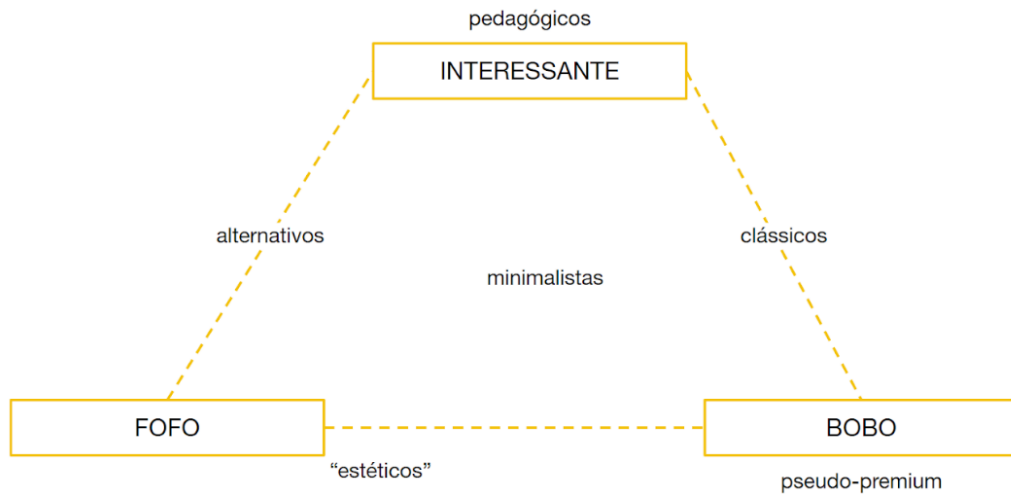 pedagógicos
INTERESSANTE
alternativos
clássicos
minimalistas
FOFO
BOBO
“estéticos”
pseudo-premium